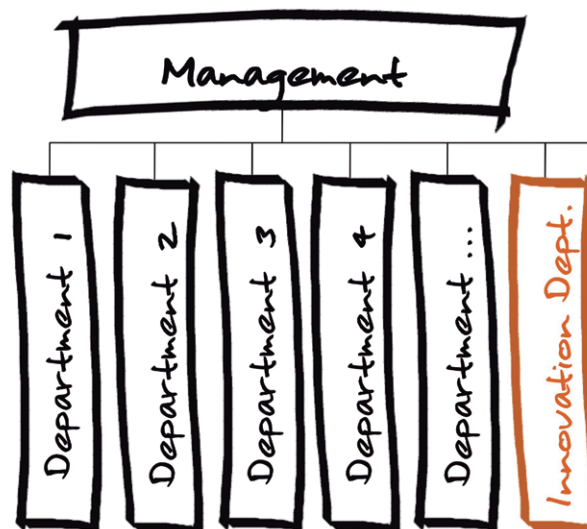 Management
Department 1
Department 2
Department 3
Department 4
Department ...
Innovation Dept.